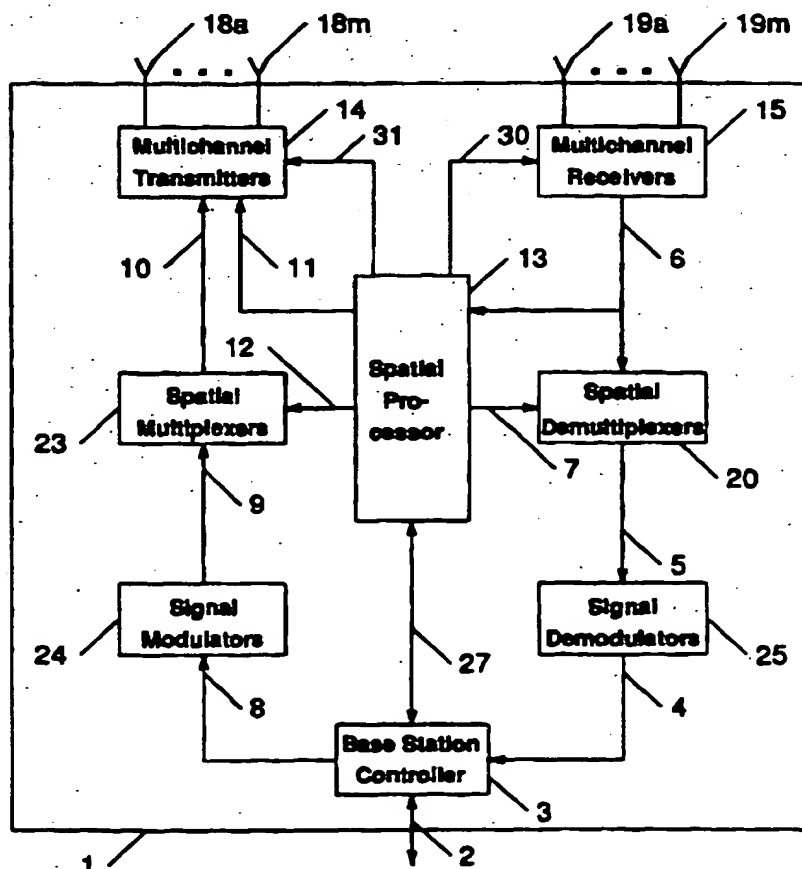 18a 18m 19a 19m
14 31 30 15
Multichannel
Transmitters
Multichannel
Receivers
10 11 13 6
12
Spatial
Multiplexers
Spatial
Pro-
cessor
Spatial
Demultiplexers
23 7 20
9 5
Signal
Modulators
Signal
Demodulators
24 27 25
8 4
Base Station
Controller
3
1 2